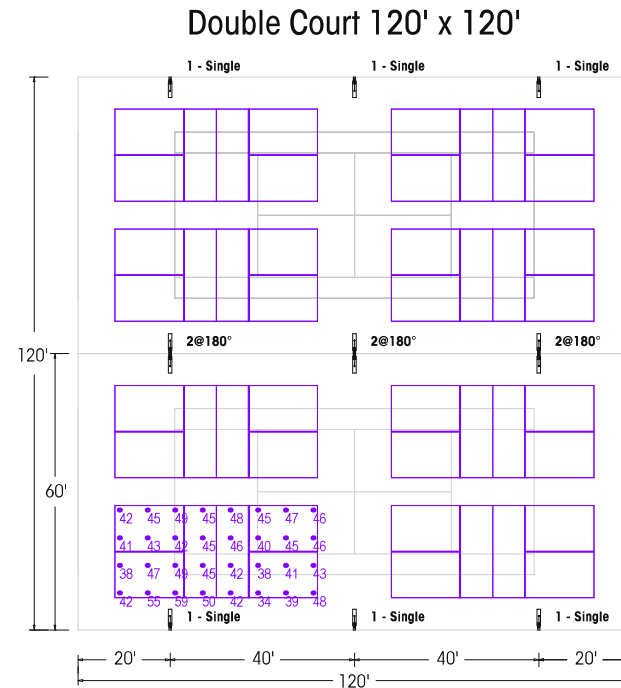 Double Court 120' x 120'
1 - Single 1 - Single 1 - Single
2@180° 2@180° 2@180°
120'
60'
42 45 49 45 48 45 47 46
41 43 42 45 46 40 45 46
38 47 49 45 42 38 41 43
42 55 59 50 42 34 39 48
1 - Single 1 - Single 1 - Single
20' 40' 40' 20'
120'